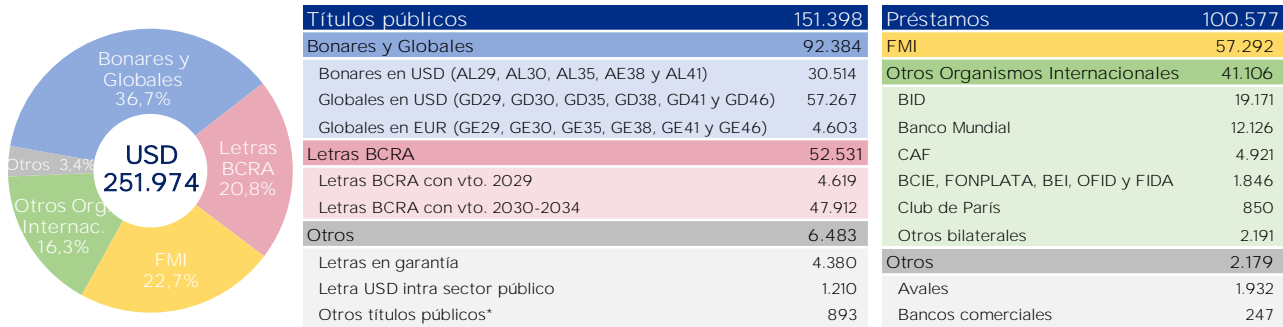 Bonares y
Globales
36,7%
Letras
BCRA
20,8%
FMI
22,7%
Otros Org
Internac.
16,3%
Otros 3,4%
USD
251.974
Títulos públicos 151.398
Bonares y Globales 92.384
Bonares en USD (AL29, AL30, AL35, AE38 y AL41) 30.514
Globales en USD (GD29, GD30, GD35, GD38, GD41 y GD46) 57.267
Globales en EUR (GE29, GE30, GE35, GE38, GE41 y GE46) 4.603
Letras BCRA 52.531
Letras BCRA con vto. 2029 4.619
Letras BCRA con vto. 2030-2034 47.912
Otros 6.483
Letras en garantía 4.380
Letra USD intra sector público 1.210
Otros títulos públicos* 893
Préstamos 100.577
FMI 57.292
Otros Organismos Internacionales 41.106
BID 19.171
Banco Mundial 12.126
CAF 4.921
BCIE, FONPLATA, BEI, OFID y FIDA 1.846
Club de París 850
Otros bilaterales 2.191
Otros 2.179
Avales 1.932
Bancos comerciales 247